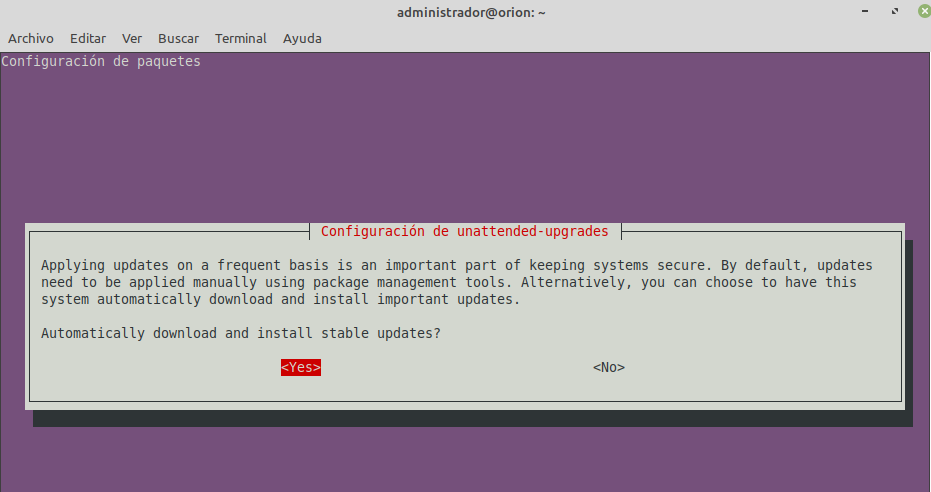 administrador@orion: ~
Archivo Editar Ver Buscar Terminal Ayuda
Configuración de paquetes
Configuración de unattended-upgrades
Applying updates on a frequent basis is an important part of keeping systems secure. By default, updates
need to be applied manually using package management tools. Alternatively, you can choose to have this
system automatically download and install important updates.
Automatically download and install stable updates?
<Yes> <No>